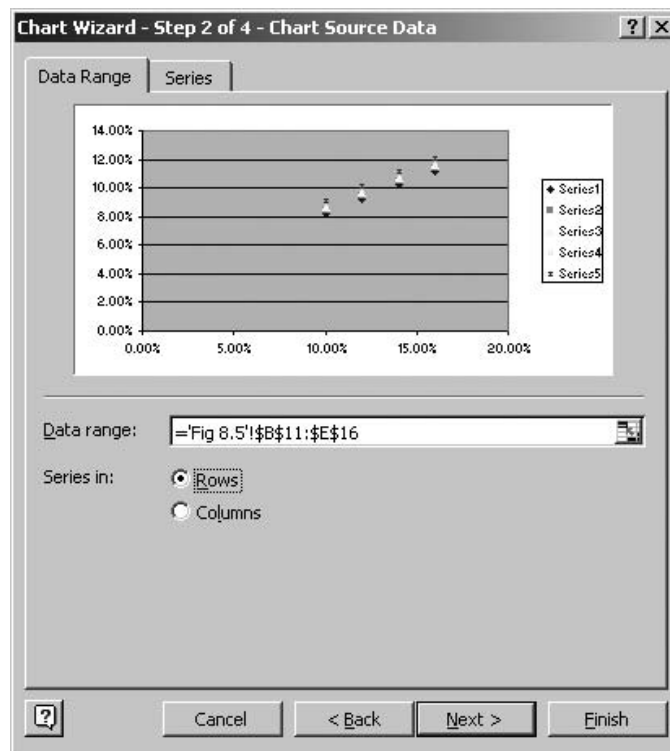 Chart Wizard - Step 2 of 4 - Chart Source Data
Data Range
Series
14.00%
12.00%
10.00%
8.00%
6.00%
4.00%
2.00%
0.00%
0.00% 5.00% 10.00% 15.00% 20.00%
Series1
Series2
Series3
Series4
Series5
Data range:
='Fig 8.5'!$B$11:$E$16
Series in:
Rows
Columns
Cancel
< Back
Next >
Finish